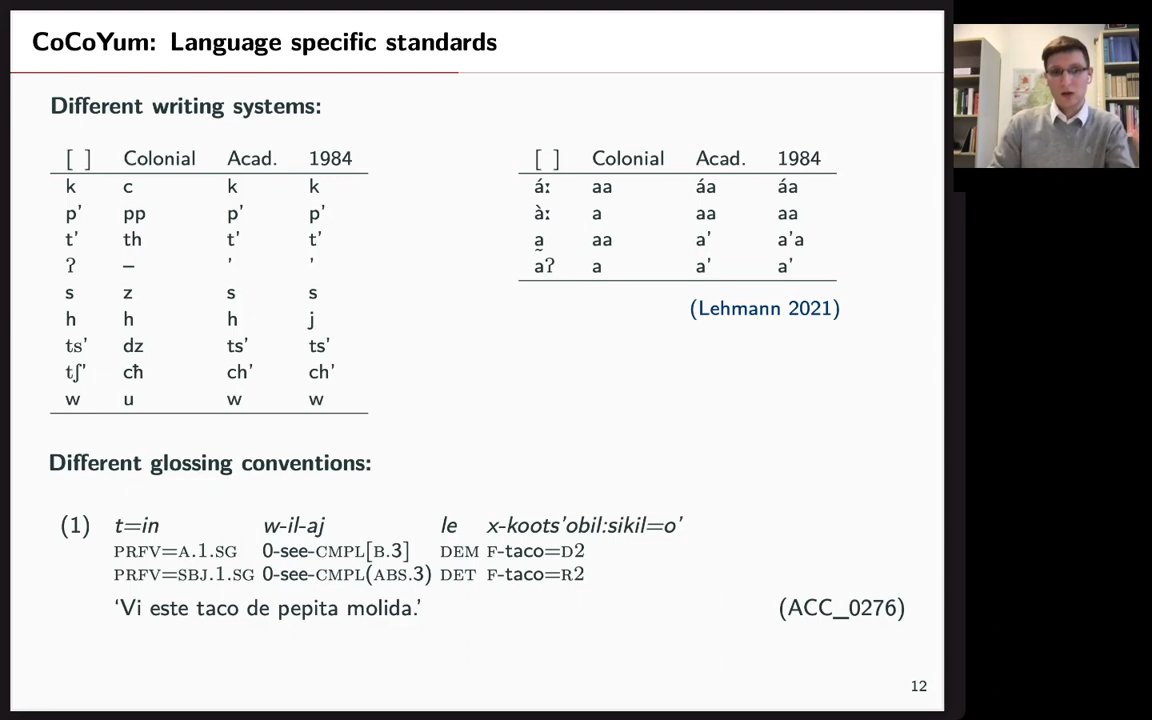 CoCoYum: Language specific standards
Different writing systems:
[ ] Colonial Acad. 1984
k c k k
p' pp p' p'
t' th t' t'
ʔ – ' '
s z s s
h h h j
ts' dz ts' ts'
tʃ' cħ ch' ch'
w u w w
[ ] Colonial Acad. 1984
áː aa áa áa
àː a aa aa
a̰ aa a' a'a
aʔ a a' a'
(Lehmann 2021)
Different glossing conventions:
(1) t=in w-il-aj le x-koots'obil:sikil=o'
PRFV=A.1.SG 0-see-CMPL[B.3] DEM F-taco=D2
PRFV=SBJ.1.SG 0-see-CMPL(ABS.3) DET F-taco=R2
'Vi este taco de pepita molida.' (ACC_0276)
12